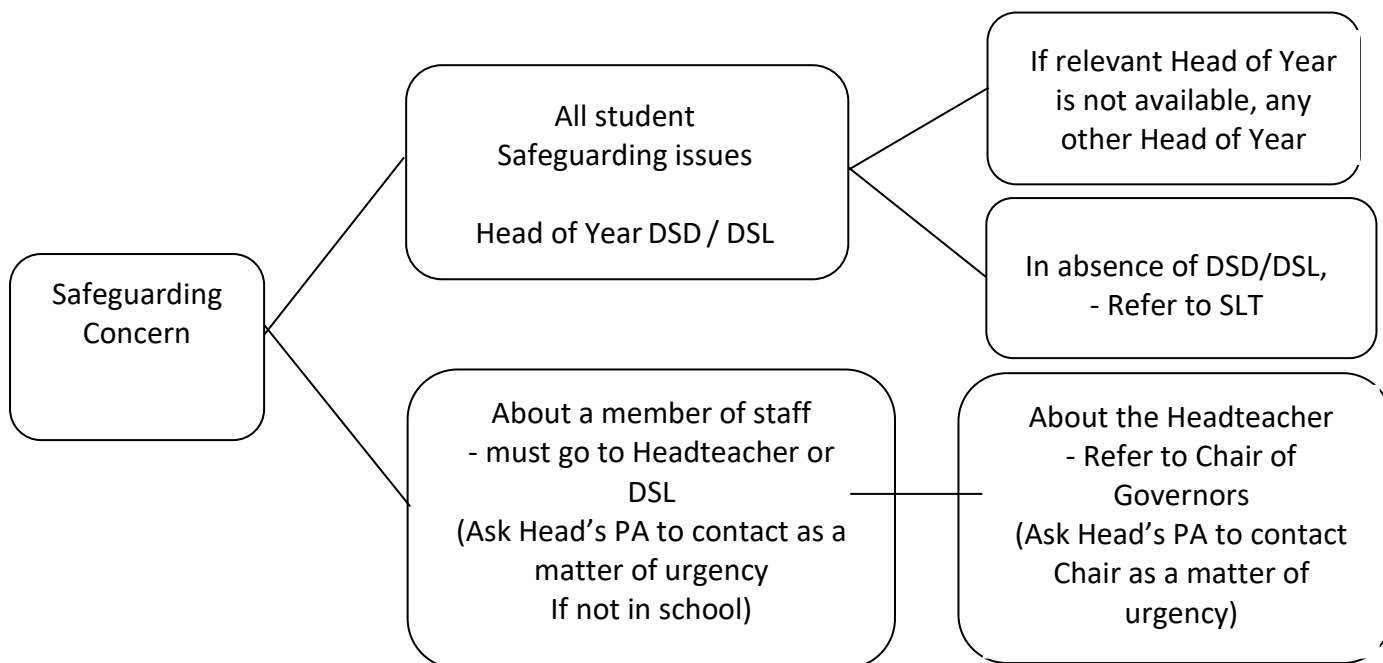 Safeguarding
Concern
All student
Safeguarding issues
Head of Year DSD / DSL
If relevant Head of Year
is not available, any
other Head of Year
In absence of DSD/DSL,
- Refer to SLT
About a member of staff
- must go to Headteacher or
DSL
(Ask Head’s PA to contact as a
matter of urgency
If not in school)
About the Headteacher
- Refer to Chair of
Governors
(Ask Head’s PA to contact
Chair as a matter of
urgency)